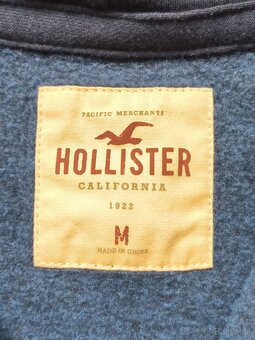 PACIFIC MERCHANTS
HOLLISTER
CALIFORNIA
1922
M
MADE IN CHINA